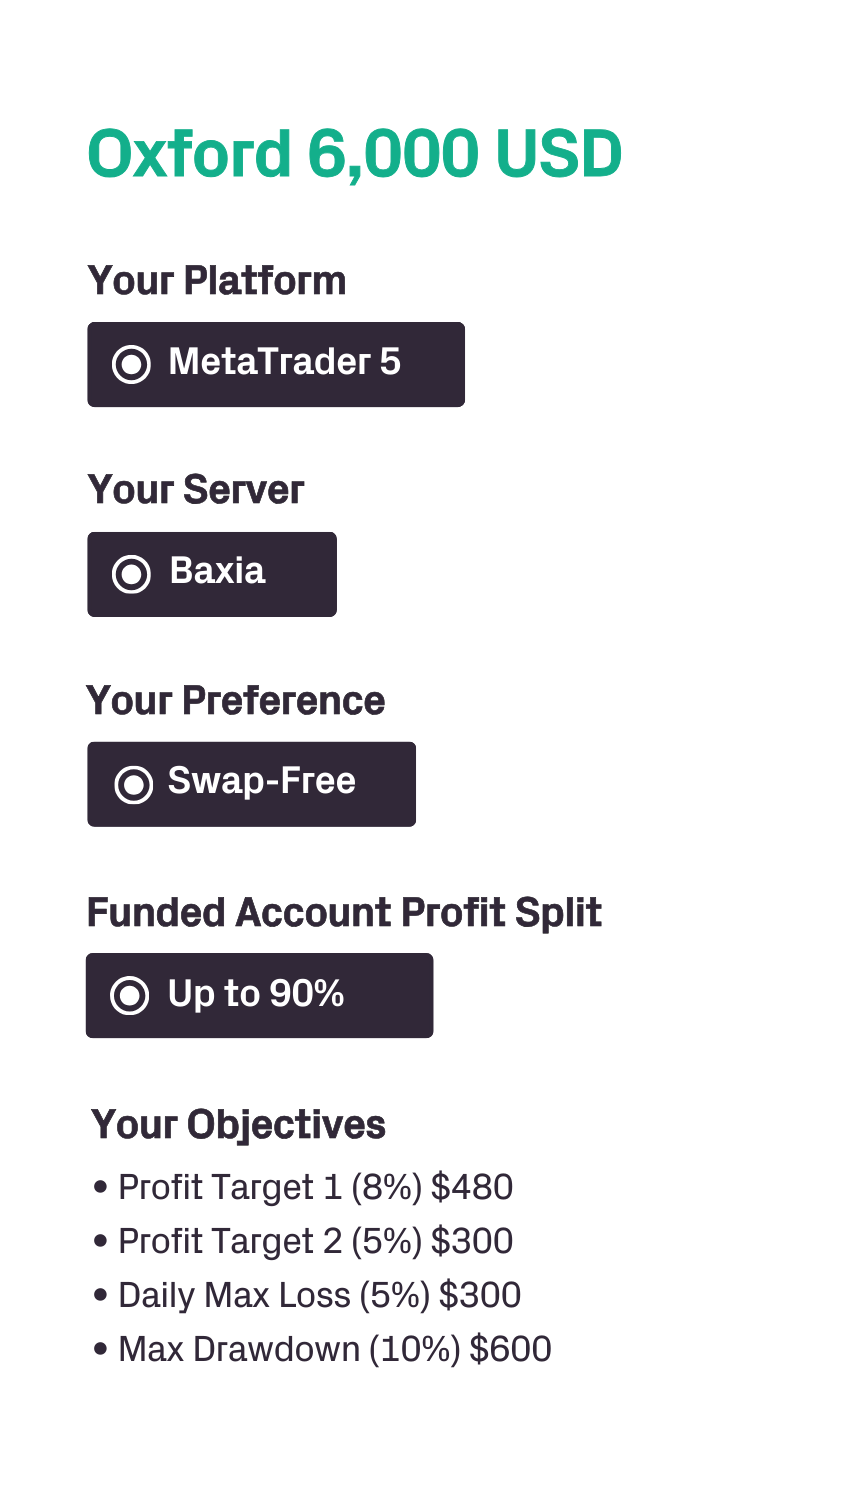 Oxford 6,000 USD
Your Platform
MetaTrader 5
Your Server
Baxia
Your Preference
Swap-Free
Funded Account Profit Split
Up to 90%
Your Objectives
• Profit Target 1 (8%) $480
• Profit Target 2 (5%) $300
• Daily Max Loss (5%) $300
• Max Drawdown (10%) $600